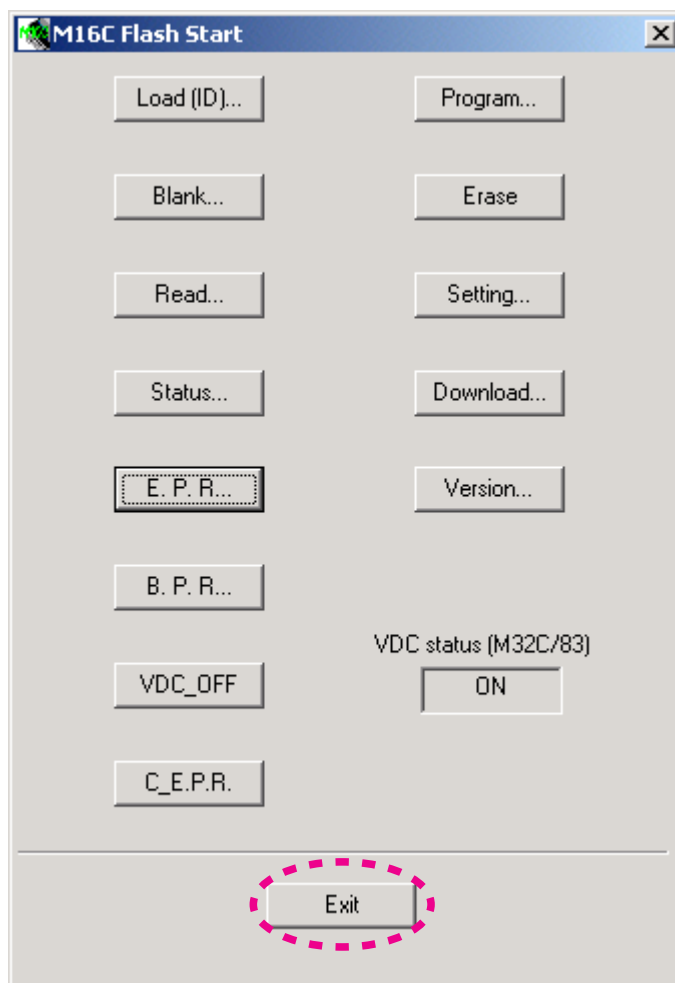 M16C Flash Start
Load (ID)... Program...
Blank... Erase
Read... Setting...
Status... Download...
E. P. R... Version...
B. P. R...
VDC status (M32C/83)
VDC_OFF ON
C_E.P.R.
Exit